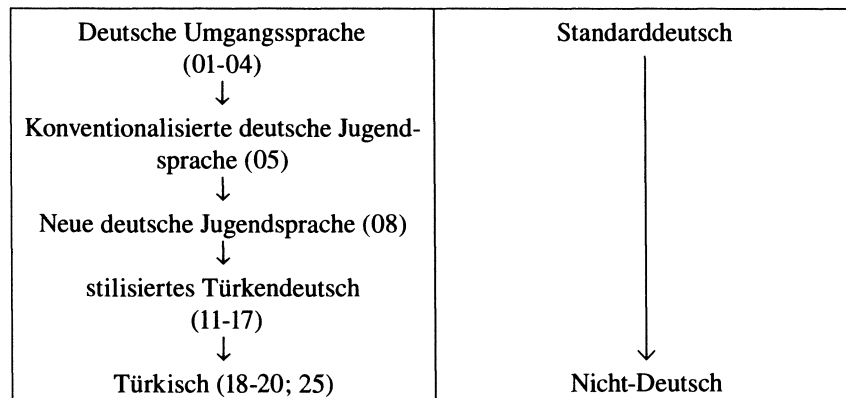 Deutsche Umgangssprache
(01-04)
↓
Konventionalisierte deutsche Jugend-
sprache (05)
↓
Neue deutsche Jugendsprache (08)
↓
stilisiertes Türkendeutsch
(11-17)
↓
Türkisch (18-20; 25)
Standarddeutsch
Nicht-Deutsch